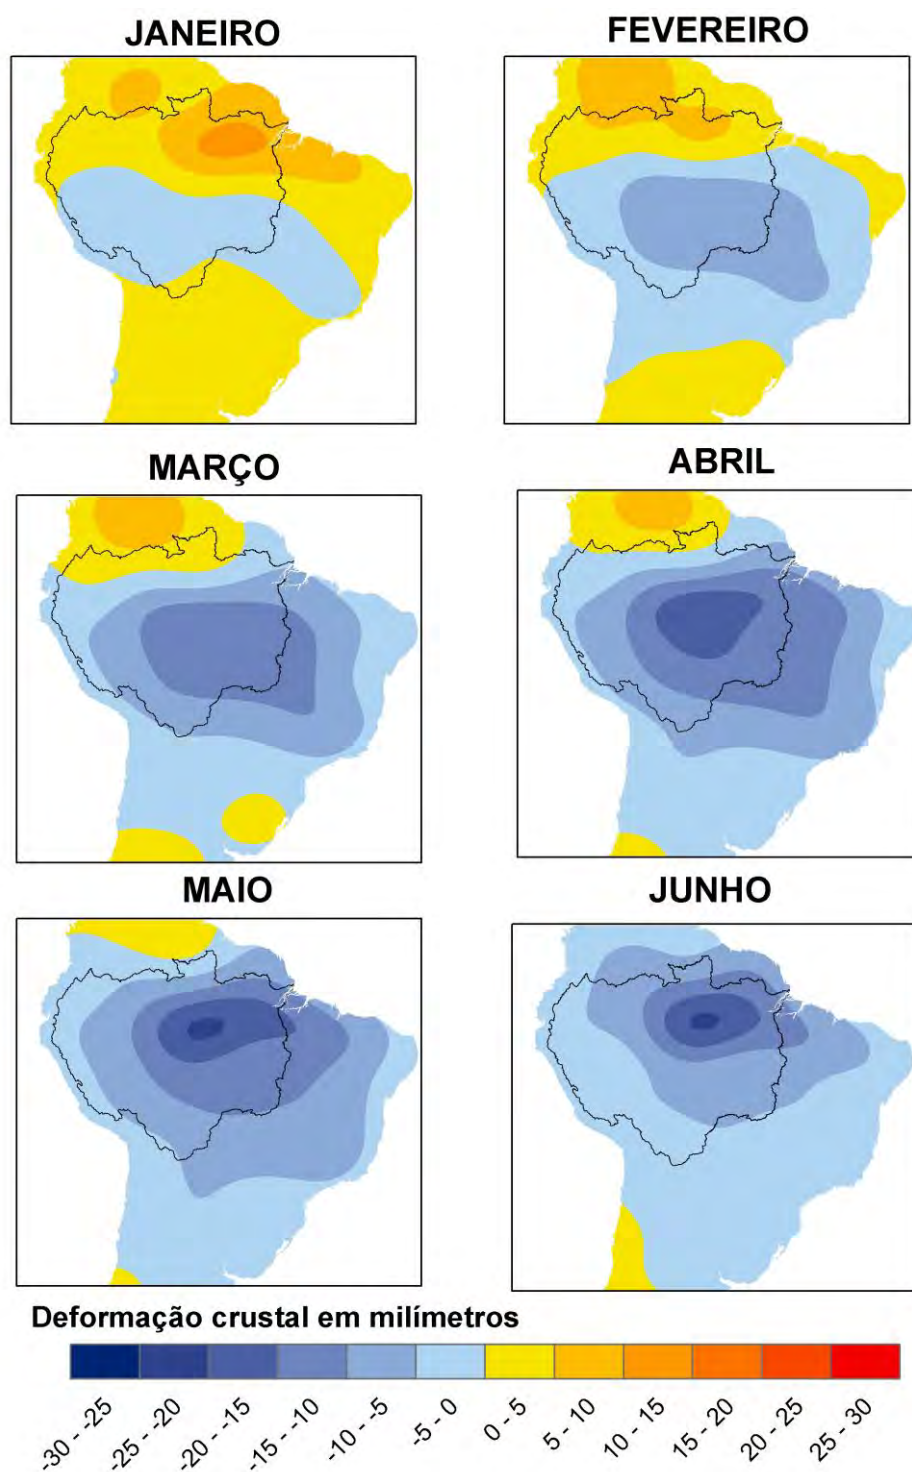 JANEIRO
FEVEREIRO
MARÇO
ABRIL
MAIO
JUNHO
Deformação crustal em milímetros
-30 - -25
-25 - -20
-20 - -15
-15 - -10
-10 - -5
-5 - 0
0 - 5
5 - 10
10 - 15
15 - 20
20 - 25
25 - 30